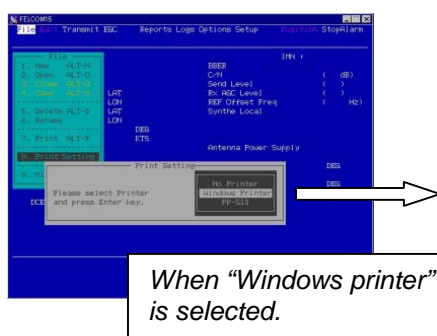 FELCOM15
File Edit Transmit EGC Reports Logs Options Setup Position StopAlarm
File
1. New ALT-N
2. Open ALT-O
3. Close ALT-Q
4. Save ALT-S
5. Delete ALT-D
6. Rename
7. Print ALT-P
8. Print Setting
IMN :
BBER
C/N ( dB)
Send Level ( )
Rx AGC Level ( )
REF Offset Freq ( Hz)
Synthe Local
LAT
LON
LAT
LON
DEG
KTS
Antenna Power Supply
DEG
DEG
DCE
Print Setting
Please select Printer
and press Enter key.
No Printer
Windows Printer
PP-510
When “Windows printer”
is selected.